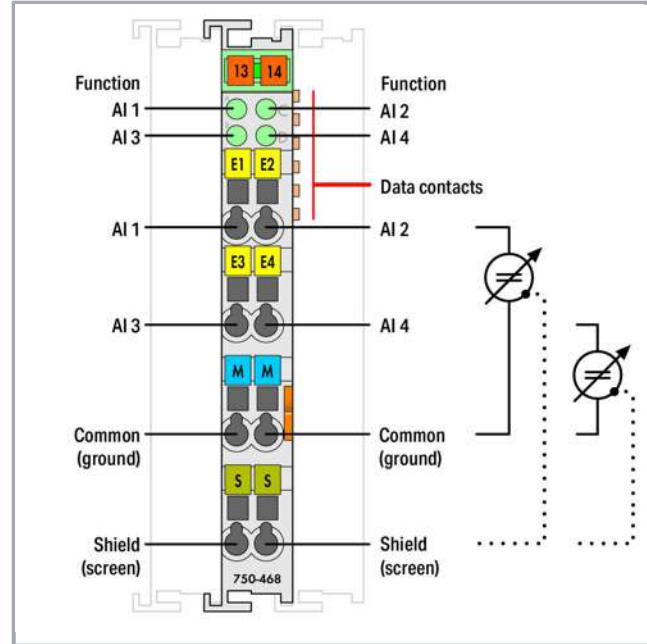 13 14
Function Function
AI 1 AI 2
AI 3 AI 4
E1 E2
Data contacts
AI 1 AI 2
E3 E4
AI 3 AI 4
M M
Common Common
(ground) (ground)
S S
Shield Shield
(screen) (screen)
750-468